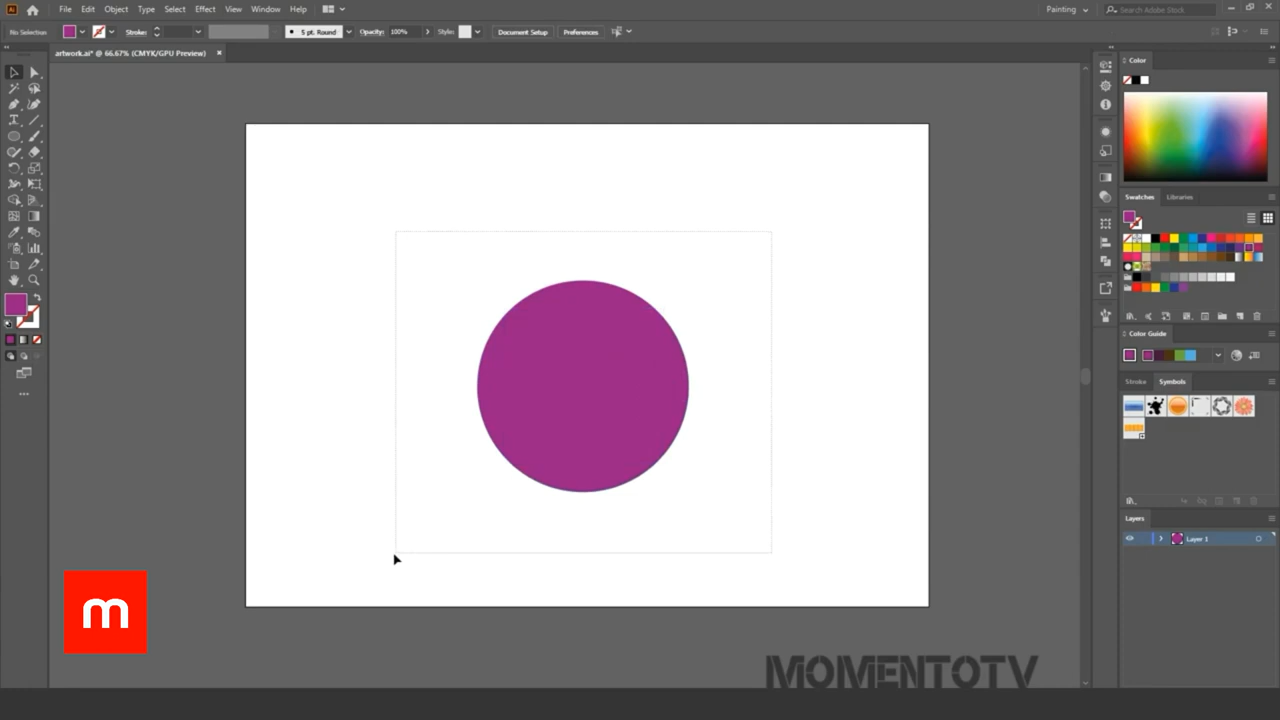 Ai File Edit Object Type Select Effect View Window Help Painting Search Adobe Stock
No Selection Stroke: 5 pt. Round Opacity: 100% Style: Document Setup Preferences
artwork.ai* @ 66.67% (CMYK/GPU Preview) ×
Color
Swatches Libraries
Color Guide
Stroke Symbols
Layers
Layer 1
m
MOMENTOTV